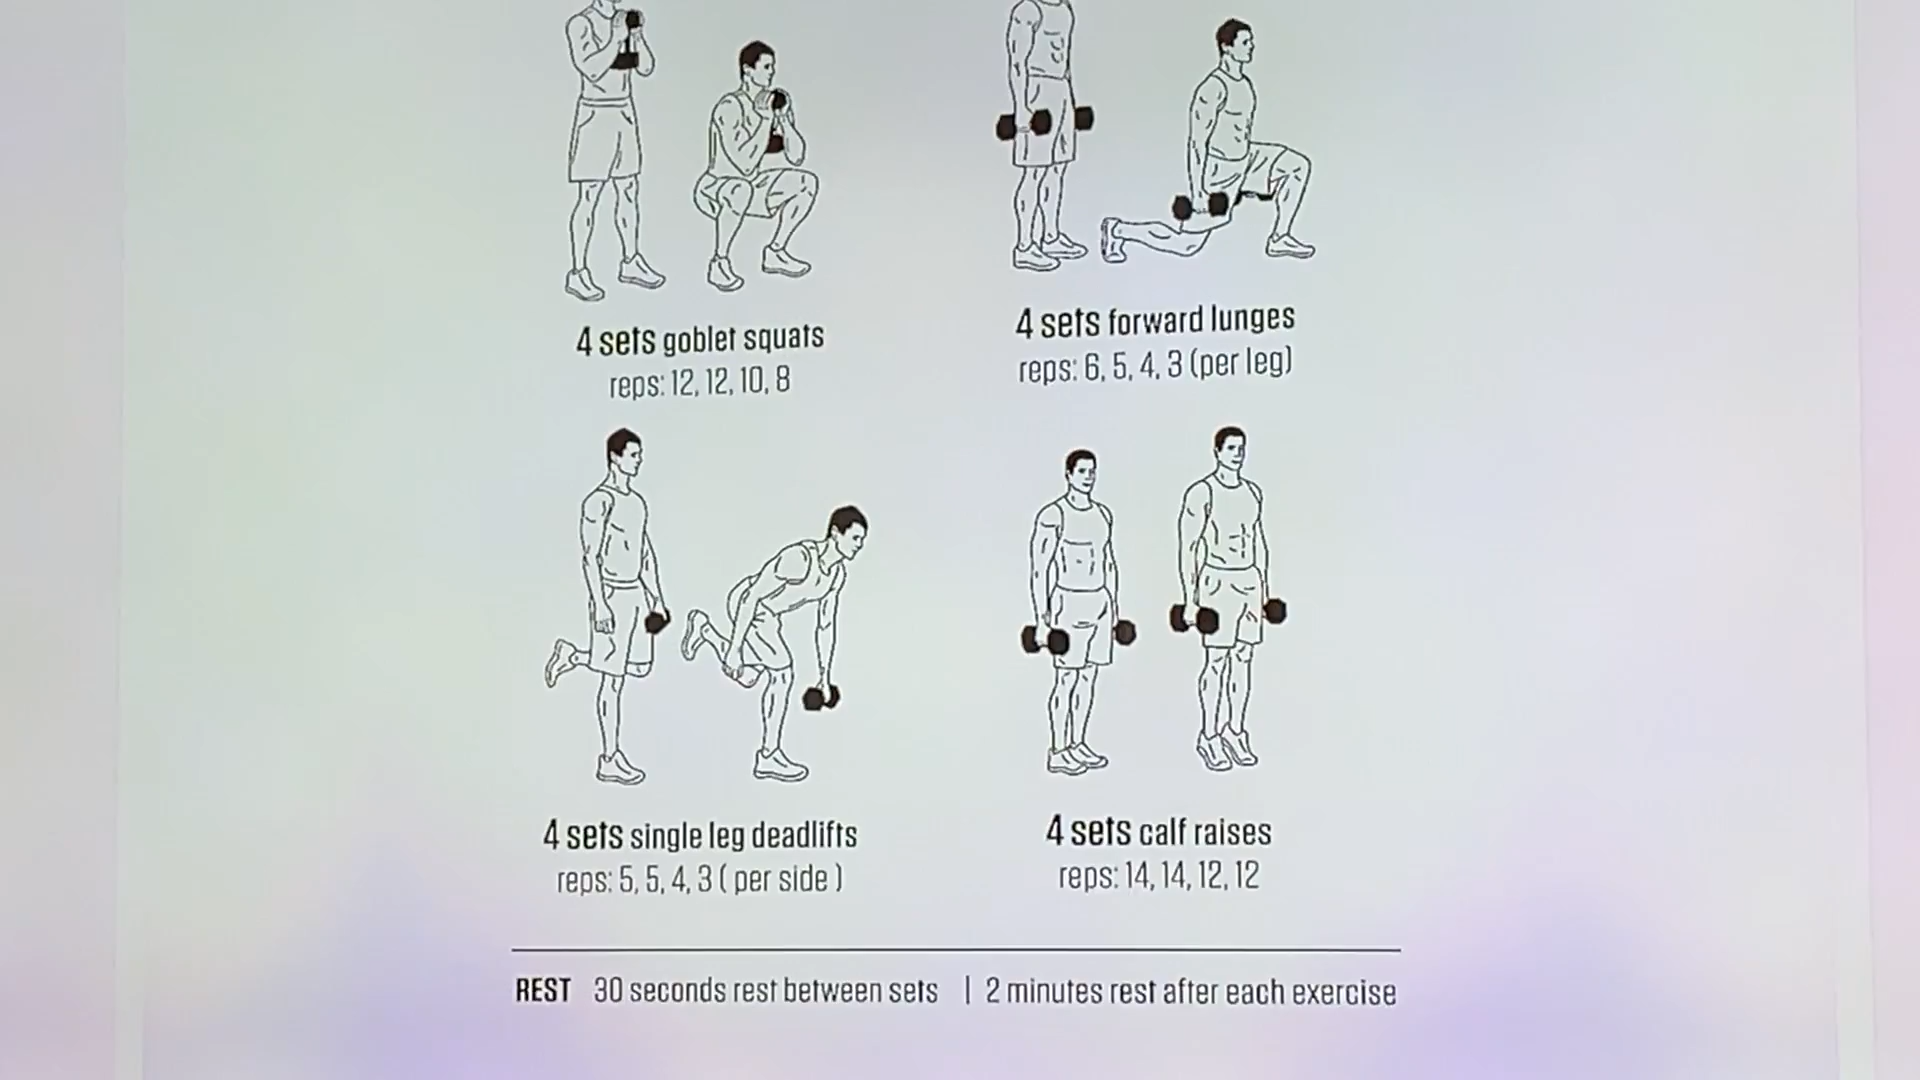 4 sets goblet squats
reps: 12, 12, 10, 8
4 sets forward lunges
reps: 6, 5, 4, 3 (per leg)
4 sets single leg deadlifts
reps: 5, 5, 4, 3 ( per side )
4 sets calf raises
reps: 14, 14, 12, 12
REST 30 seconds rest between sets | 2 minutes rest after each exercise